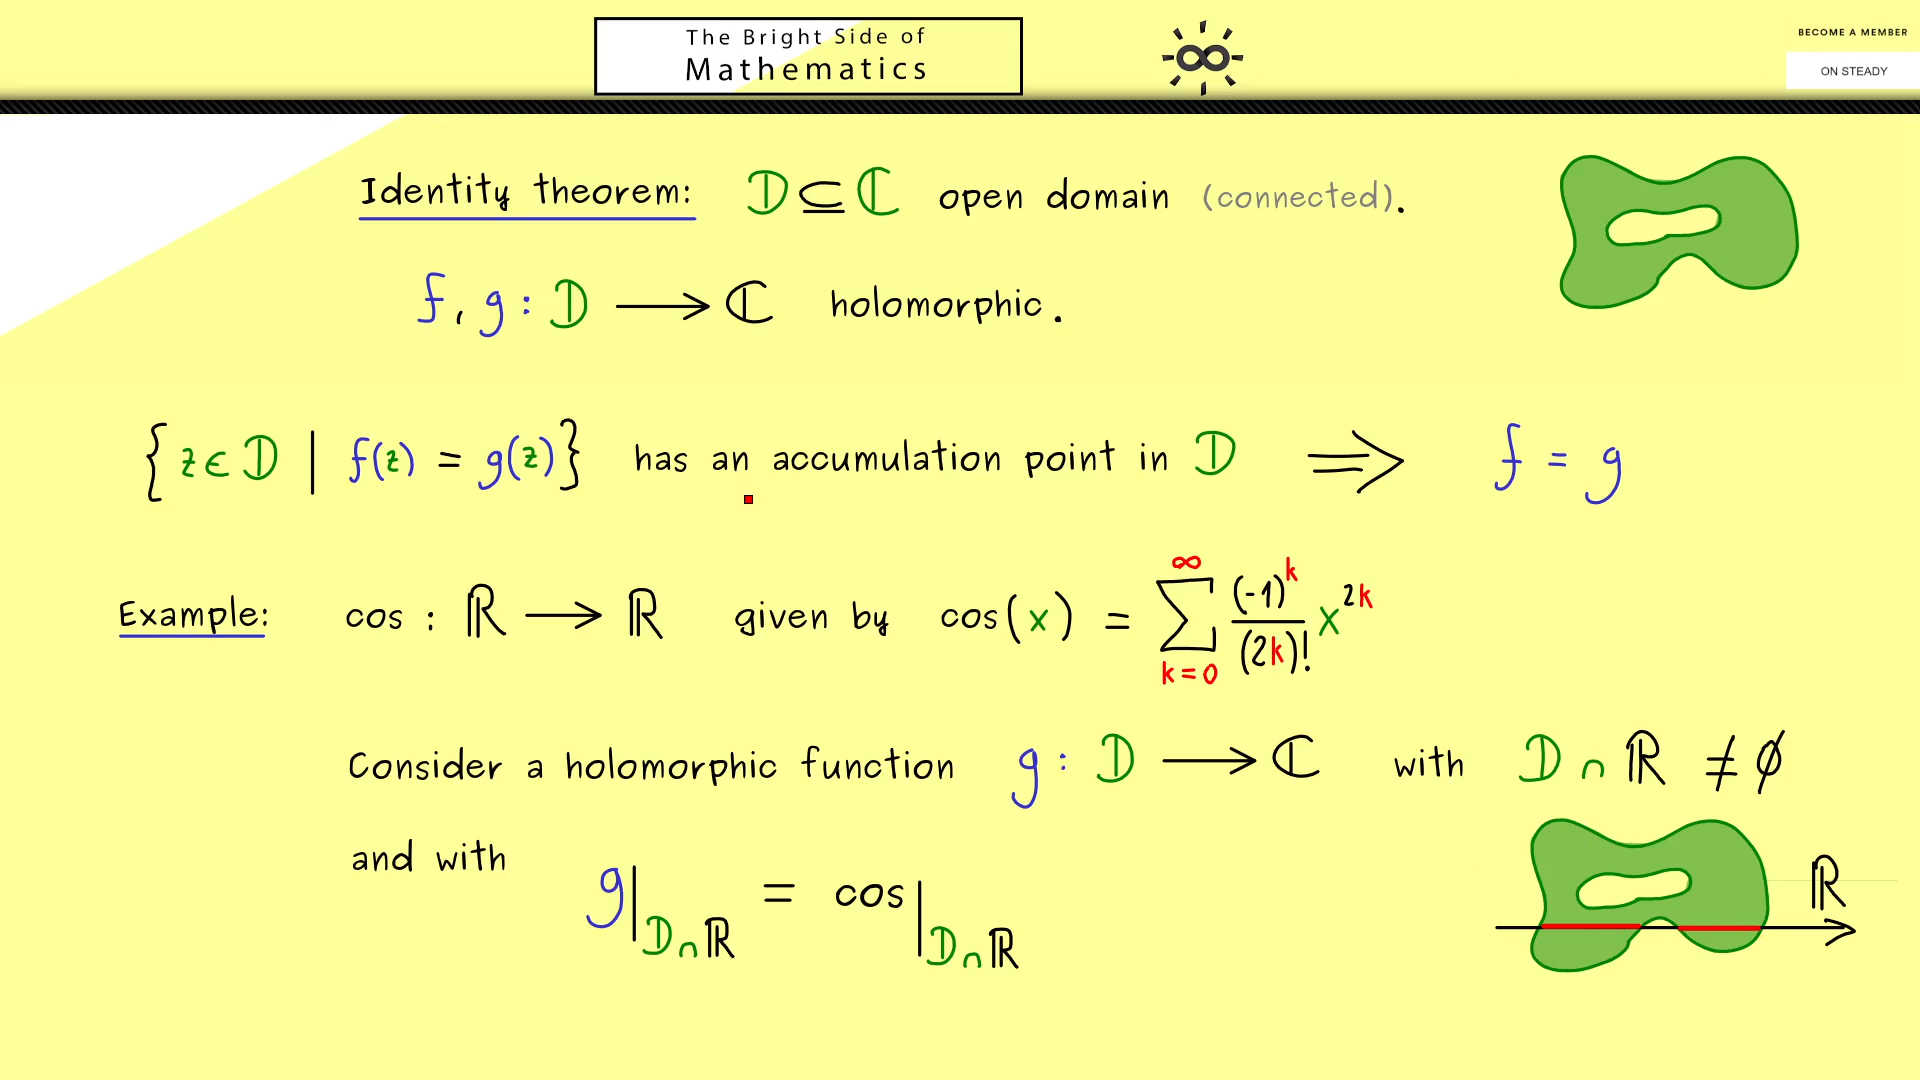 The Bright Side of
Mathematics
BECOME A MEMBER
ON STEADY
Identity theorem: D ⊆ ℂ open domain (connected).
f, g : D ⟶ ℂ holomorphic.
{ z ∈ D | f(z) = g(z) } has an accumulation point in D ⟹ f = g
Example: cos : ℝ ⟶ ℝ given by cos(x) = ∑_{k=0}^{∞} (-1)^k / (2k)! x^{2k}
Consider a holomorphic function g : D ⟶ ℂ with D ∩ ℝ ≠ ∅
and with
g|_{D∩ℝ} = cos|_{D∩ℝ}
ℝ